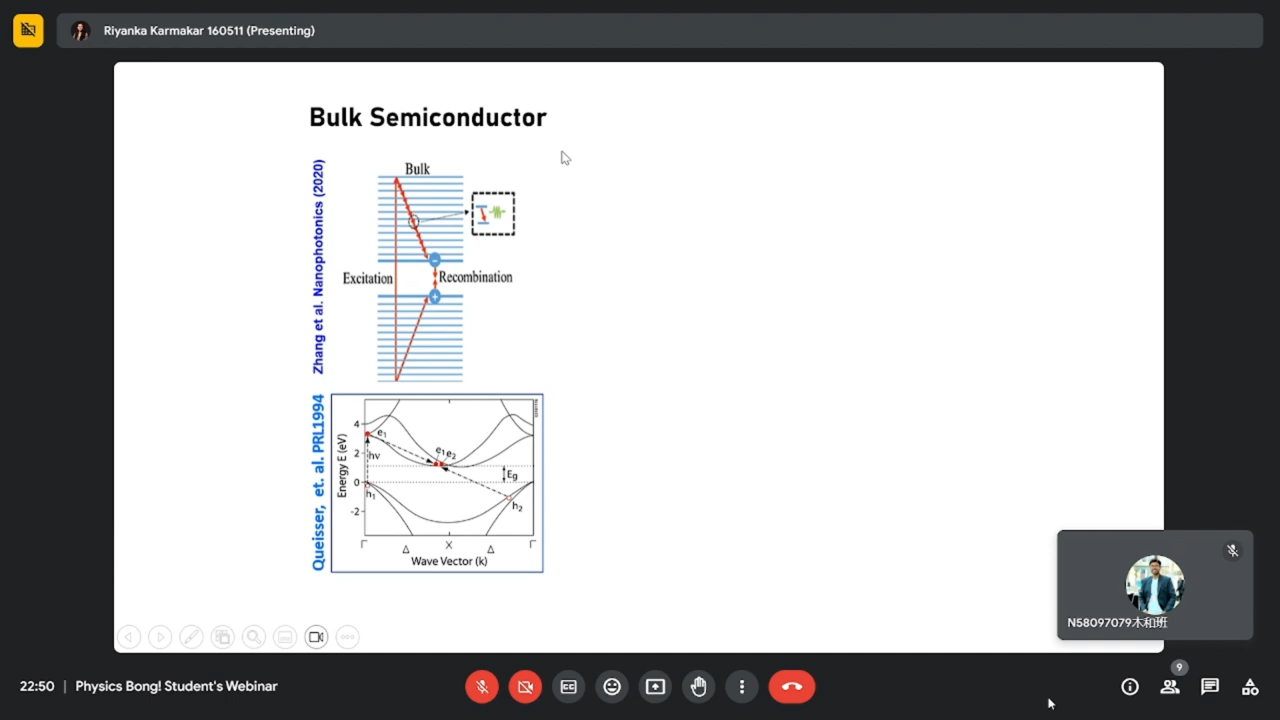 Riyanka Karmakar 160511 (Presenting)
Bulk Semiconductor
Zhang et al. Nanophotonics (2020)
Bulk
Excitation
Recombination
-
+
Queisser, et. al. PRL1994
Energy E (eV)
4
2
0
-2
e1
hν
h1
e1e2
Eg
h2
Γ
Δ
X
Δ
Γ
Wave Vector (k)
N58097079木和班
22:50 | Physics Bong! Student's Webinar
9